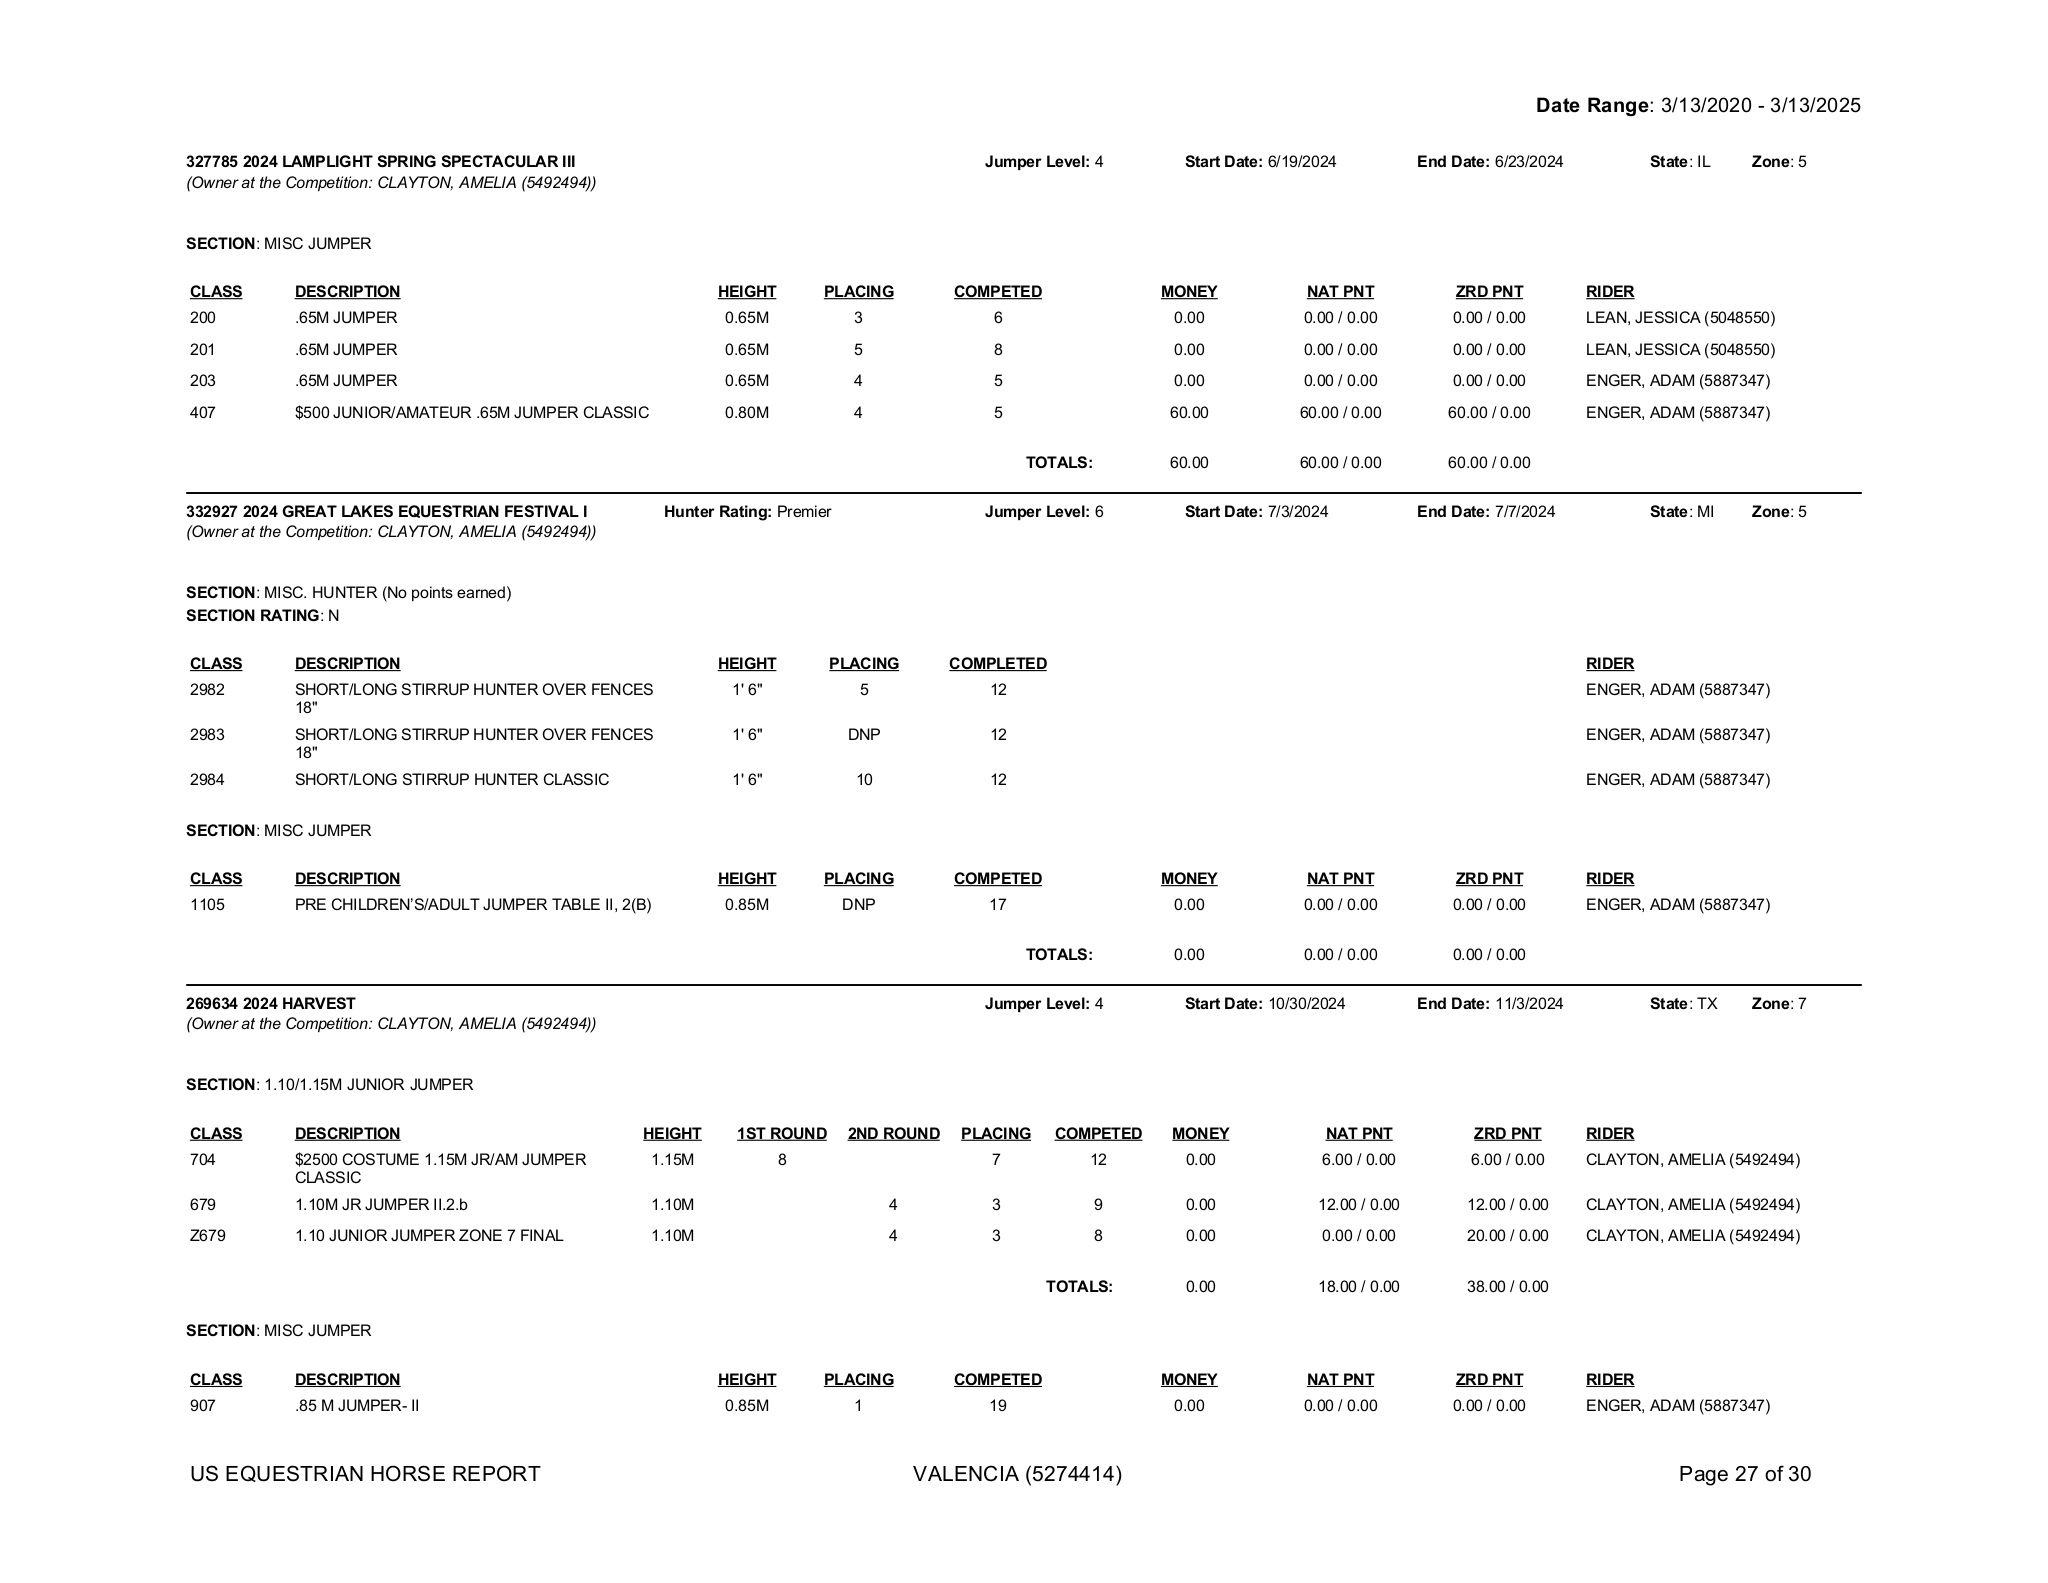 Date Range: 3/13/2020 - 3/13/2025
327785 2024 LAMPLIGHT SPRING SPECTACULAR III Jumper Level: 4 Start Date: 6/19/2024 End Date: 6/23/2024 State: IL Zone: 5
(Owner at the Competition: CLAYTON, AMELIA (5492494))
SECTION: MISC JUMPER
CLASS DESCRIPTION HEIGHT PLACING COMPETED MONEY NAT PNT ZRD PNT RIDER
200 .65M JUMPER 0.65M 3 6 0.00 0.00 / 0.00 0.00 / 0.00 LEAN, JESSICA (5048550)
201 .65M JUMPER 0.65M 5 8 0.00 0.00 / 0.00 0.00 / 0.00 LEAN, JESSICA (5048550)
203 .65M JUMPER 0.65M 4 5 0.00 0.00 / 0.00 0.00 / 0.00 ENGER, ADAM (5887347)
407 $500 JUNIOR/AMATEUR .65M JUMPER CLASSIC 0.80M 4 5 60.00 60.00 / 0.00 60.00 / 0.00 ENGER, ADAM (5887347)
TOTALS: 60.00 60.00 / 0.00 60.00 / 0.00
332927 2024 GREAT LAKES EQUESTRIAN FESTIVAL I Hunter Rating: Premier Jumper Level: 6 Start Date: 7/3/2024 End Date: 7/7/2024 State: MI Zone: 5
(Owner at the Competition: CLAYTON, AMELIA (5492494))
SECTION: MISC. HUNTER (No points earned)
SECTION RATING: N
CLASS DESCRIPTION HEIGHT PLACING COMPLETED RIDER
2982 SHORT/LONG STIRRUP HUNTER OVER FENCES 1' 6" 5 12 ENGER, ADAM (5887347)
18"
2983 SHORT/LONG STIRRUP HUNTER OVER FENCES 1' 6" DNP 12 ENGER, ADAM (5887347)
18"
2984 SHORT/LONG STIRRUP HUNTER CLASSIC 1' 6" 10 12 ENGER, ADAM (5887347)
SECTION: MISC JUMPER
CLASS DESCRIPTION HEIGHT PLACING COMPETED MONEY NAT PNT ZRD PNT RIDER
1105 PRE CHILDREN’S/ADULT JUMPER TABLE II, 2(B) 0.85M DNP 17 0.00 0.00 / 0.00 0.00 / 0.00 ENGER, ADAM (5887347)
TOTALS: 0.00 0.00 / 0.00 0.00 / 0.00
269634 2024 HARVEST Jumper Level: 4 Start Date: 10/30/2024 End Date: 11/3/2024 State: TX Zone: 7
(Owner at the Competition: CLAYTON, AMELIA (5492494))
SECTION: 1.10/1.15M JUNIOR JUMPER
CLASS DESCRIPTION HEIGHT 1ST ROUND 2ND ROUND PLACING COMPETED MONEY NAT PNT ZRD PNT RIDER
704 $2500 COSTUME 1.15M JR/AM JUMPER 1.15M 8 7 12 0.00 6.00 / 0.00 6.00 / 0.00 CLAYTON, AMELIA (5492494)
CLASSIC
679 1.10M JR JUMPER II.2.b 1.10M 4 3 9 0.00 12.00 / 0.00 12.00 / 0.00 CLAYTON, AMELIA (5492494)
Z679 1.10 JUNIOR JUMPER ZONE 7 FINAL 1.10M 4 3 8 0.00 0.00 / 0.00 20.00 / 0.00 CLAYTON, AMELIA (5492494)
TOTALS: 0.00 18.00 / 0.00 38.00 / 0.00
SECTION: MISC JUMPER
CLASS DESCRIPTION HEIGHT PLACING COMPETED MONEY NAT PNT ZRD PNT RIDER
907 .85 M JUMPER- II 0.85M 1 19 0.00 0.00 / 0.00 0.00 / 0.00 ENGER, ADAM (5887347)
US EQUESTRIAN HORSE REPORT VALENCIA (5274414) Page 27 of 30